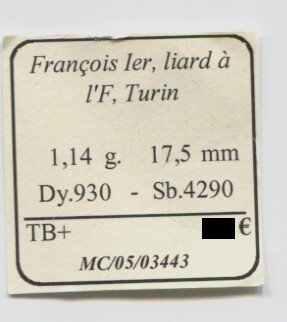 François Ier, liard à
l'F, Turin
1,14 g. 17,5 mm
Dy.930 - Sb.4290
TB+ €
MC/05/03443